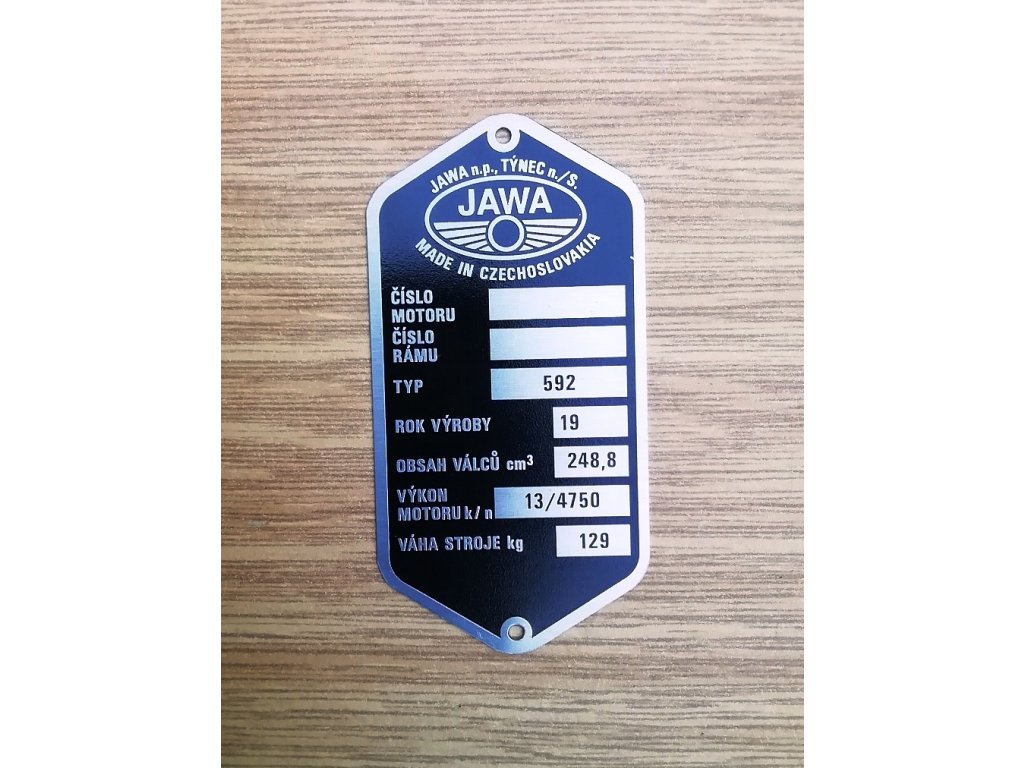 JAWA n.p., TÝNEC n./S.
JAWA
MADE IN CZECHOSLOVAKIA
ČÍSLO
MOTORU
ČÍSLO
RÁMU
TYP 592
ROK VÝROBY 19
OBSAH VÁLCŮ cm³ 248,8
VÝKON
MOTORU k/n 13/4750
VÁHA STROJE kg 129